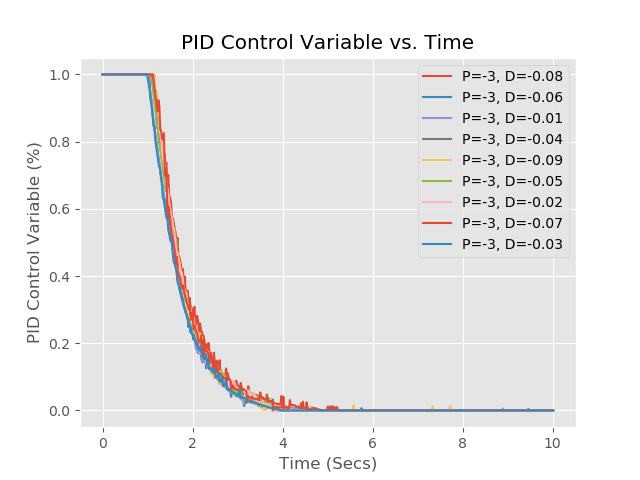 PID Control Variable vs. Time
PID Control Variable (%)
1.0
0.8
0.6
0.4
0.2
0.0
P=-3, D=-0.08
P=-3, D=-0.06
P=-3, D=-0.01
P=-3, D=-0.04
P=-3, D=-0.09
P=-3, D=-0.05
P=-3, D=-0.02
P=-3, D=-0.07
P=-3, D=-0.03
0 2 4 6 8 10
Time (Secs)